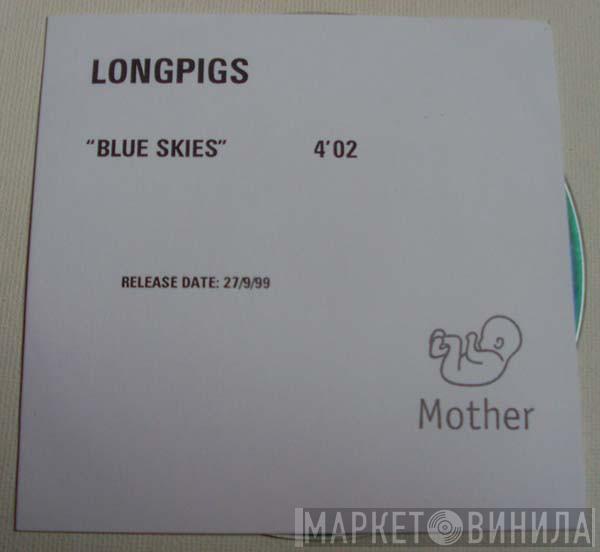 LONGPIGS
“BLUE SKIES” 4’02
RELEASE DATE: 27/9/99
Mother
МАРКЕТ ВИНИЛА